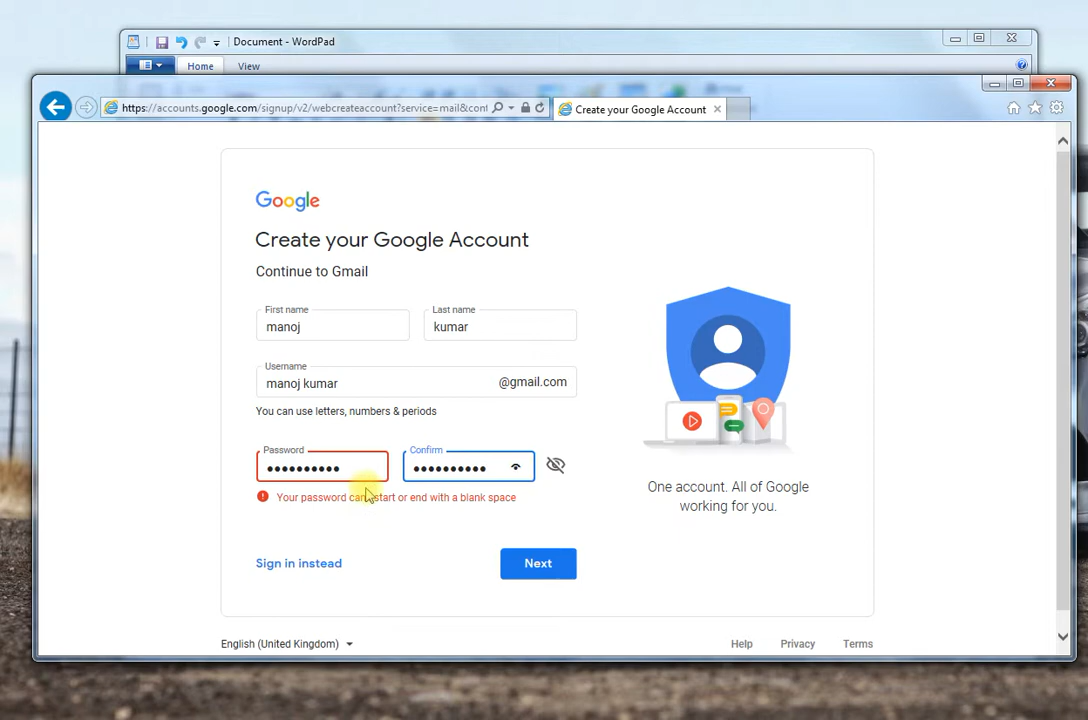 Document - WordPad
Home
View
https://accounts.google.com/signup/v2/webcreateaccount?service=mail&cont
Create your Google Account
Google
Create your Google Account
Continue to Gmail
First name
Last name
manoj
kumar
Username
manoj kumar
@gmail.com
You can use letters, numbers & periods
Password
Confirm
Your password can't start or end with a blank space
One account. All of Google
working for you.
Sign in instead
Next
English (United Kingdom)
Help
Privacy
Terms